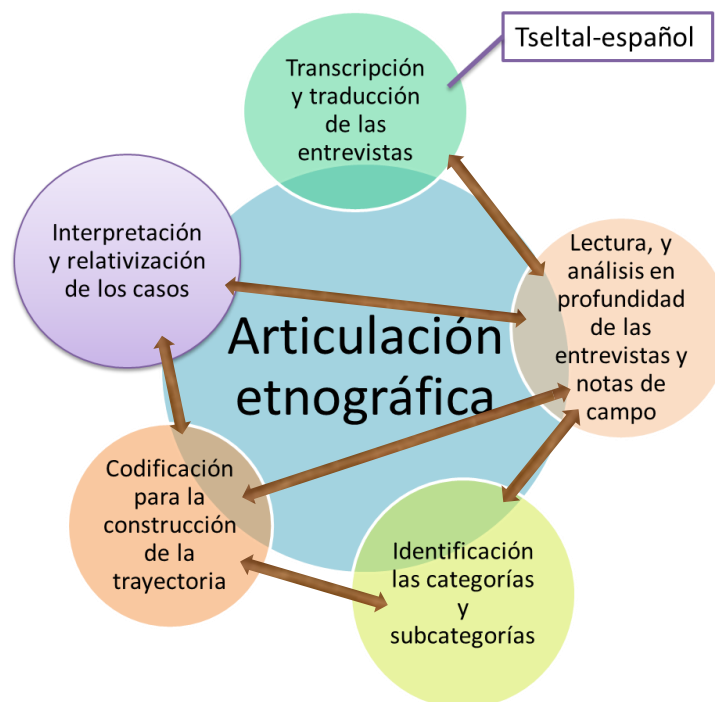 Tseltal-español
Transcripción
y traducción
de las
entrevistas
Interpretación
y relativización
de los casos
Lectura, y
análisis en
profundidad
de las
entrevistas y
notas de
campo
Articulación
etnográfica
Codificación
para la
construcción
de la
trayectoria
Identificación
las categorías
y
subcategorías